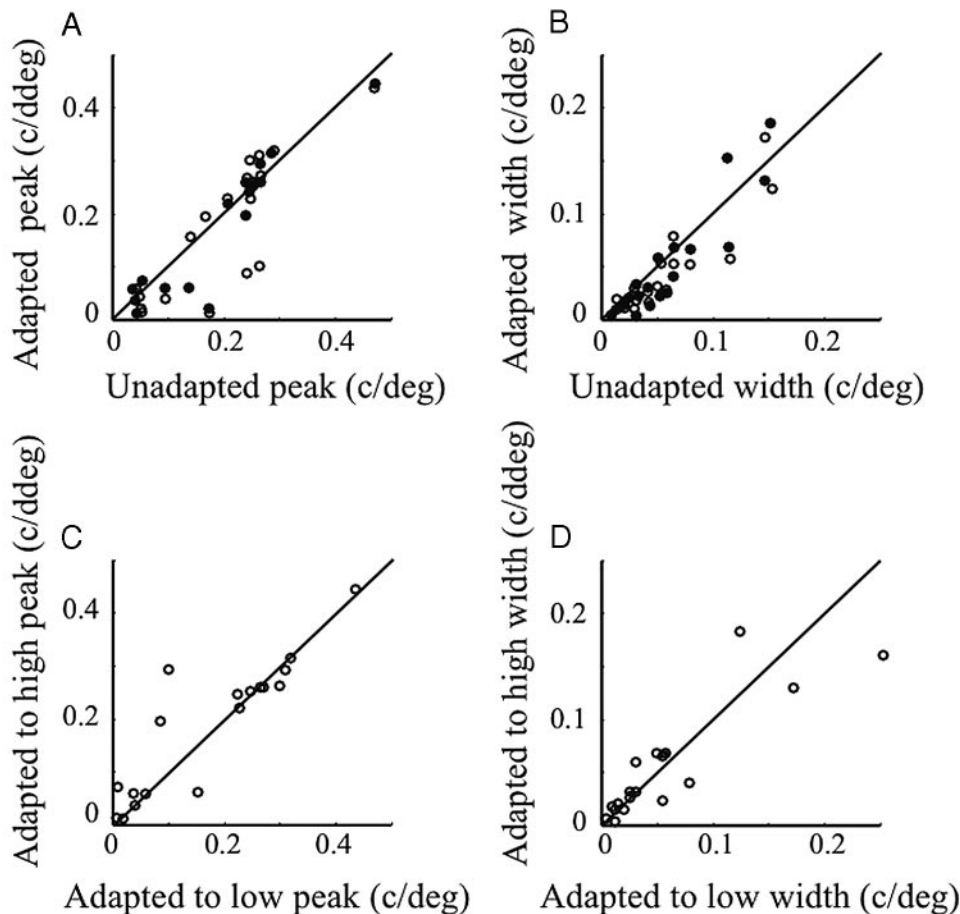 A
Adapted peak (c/ddeg)
0.4
0.2
0
0
0.2
0.4
Unadapted peak (c/deg)
B
Adapted width (c/ddeg)
0.2
0.1
0
0
0.1
0.2
Unadapted width (c/deg)
C
Adapted to high peak (c/ddeg)
0.4
0.2
0
0
0.2
0.4
Adapted to low peak (c/deg)
D
Adapted to high width (c/ddeg)
0.2
0.1
0
0
0.1
0.2
Adapted to low width (c/deg)